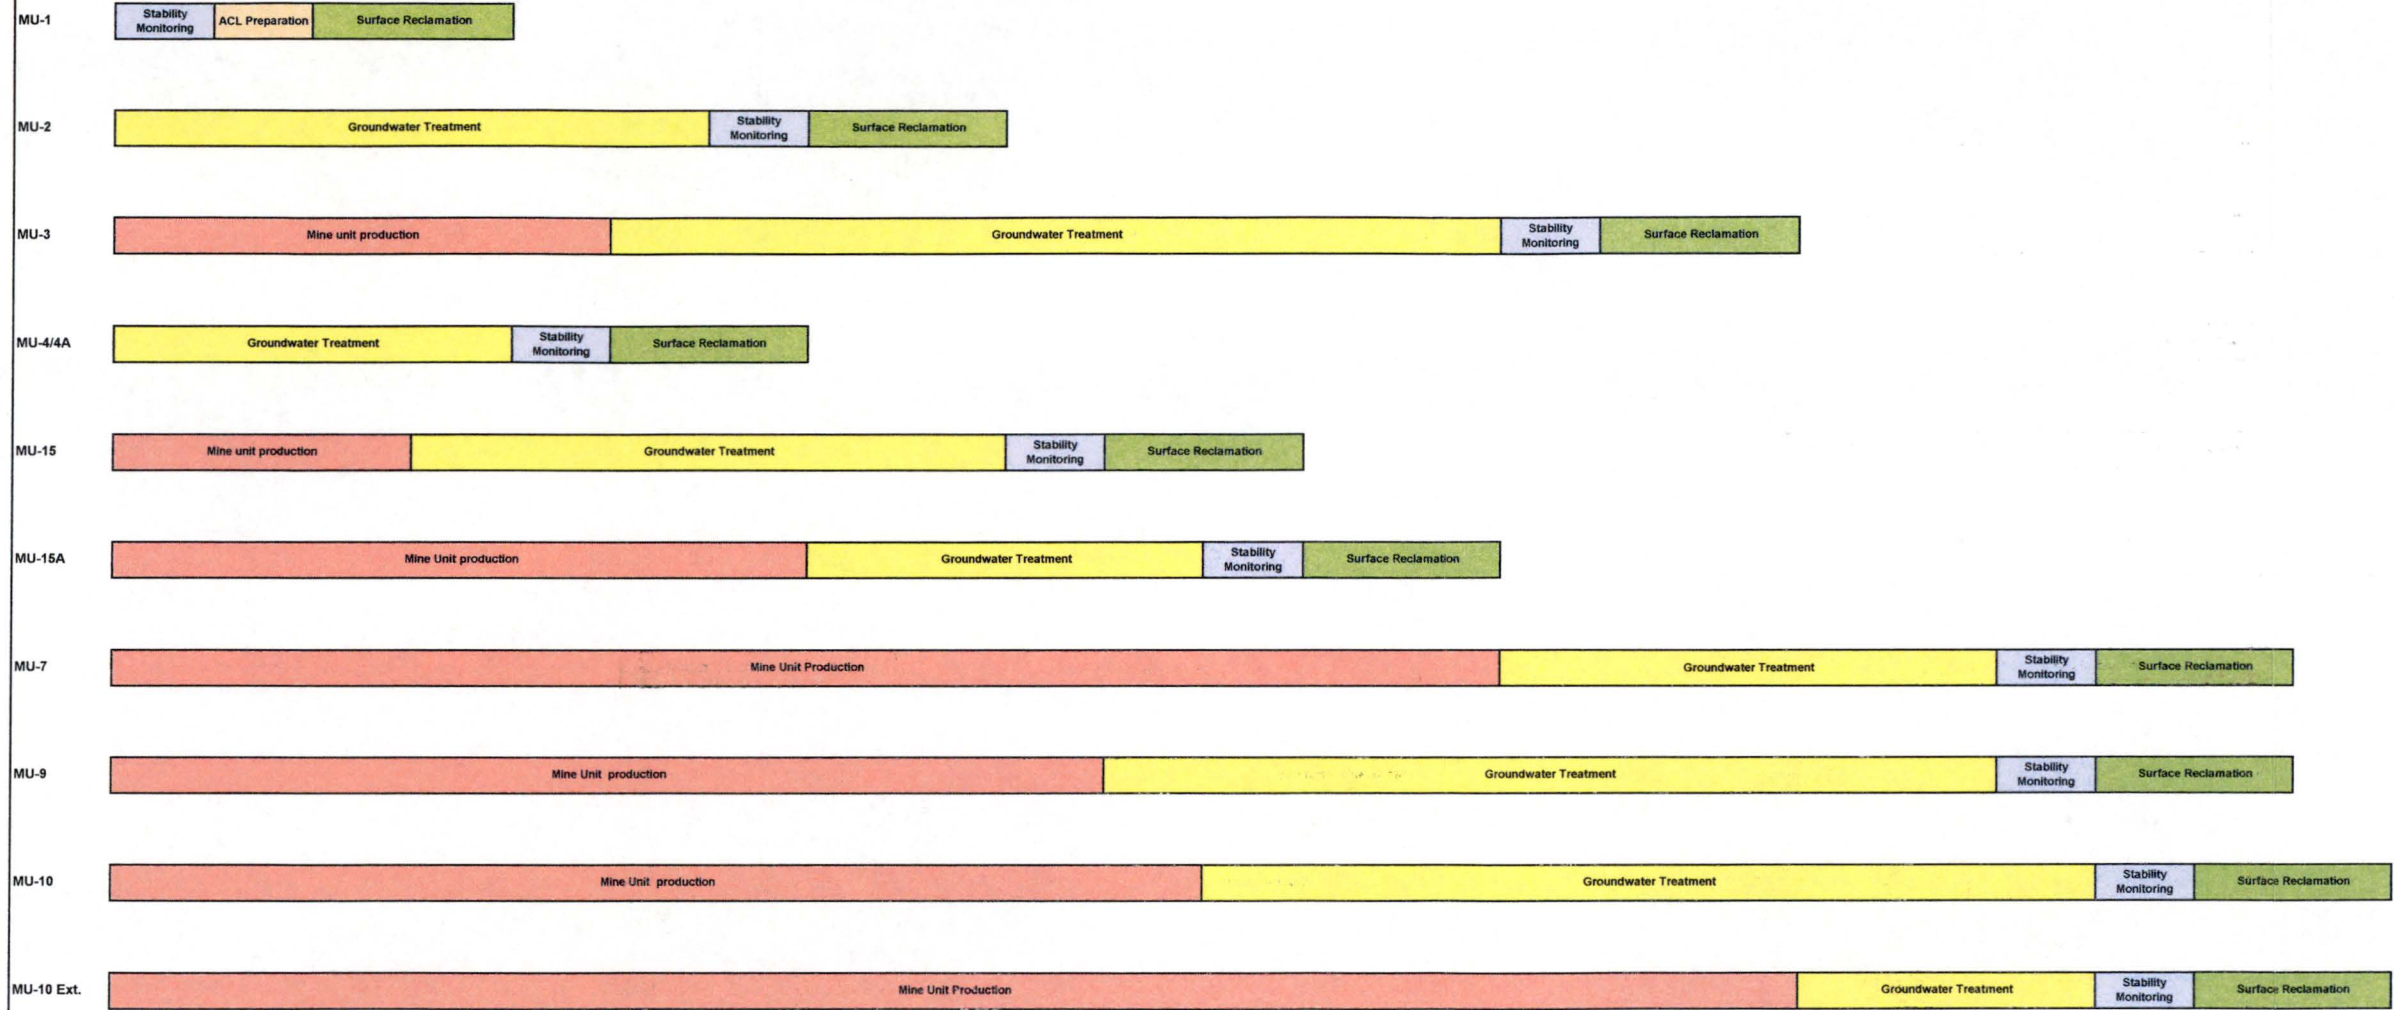 MU-1
Stability
Monitoring
ACL Preparation
Surface Reclamation
MU-2
Groundwater Treatment
Stability
Monitoring
Surface Reclamation
MU-3
Mine unit production
Groundwater Treatment
Stability
Monitoring
Surface Reclamation
MU-4/4A
Groundwater Treatment
Stability
Monitoring
Surface Reclamation
MU-15
Mine unit production
Groundwater Treatment
Stability
Monitoring
Surface Reclamation
MU-15A
Mine Unit production
Groundwater Treatment
Stability
Monitoring
Surface Reclamation
MU-7
Mine Unit Production
Groundwater Treatment
Stability
Monitoring
Surface Reclamation
MU-9
Mine Unit production
Groundwater Treatment
Stability
Monitoring
Surface Reclamation
MU-10
Mine Unit production
Groundwater Treatment
Stability
Monitoring
Surface Reclamation
MU-10 Ext.
Mine Unit Production
Groundwater Treatment
Stability
Monitoring
Surface Reclamation